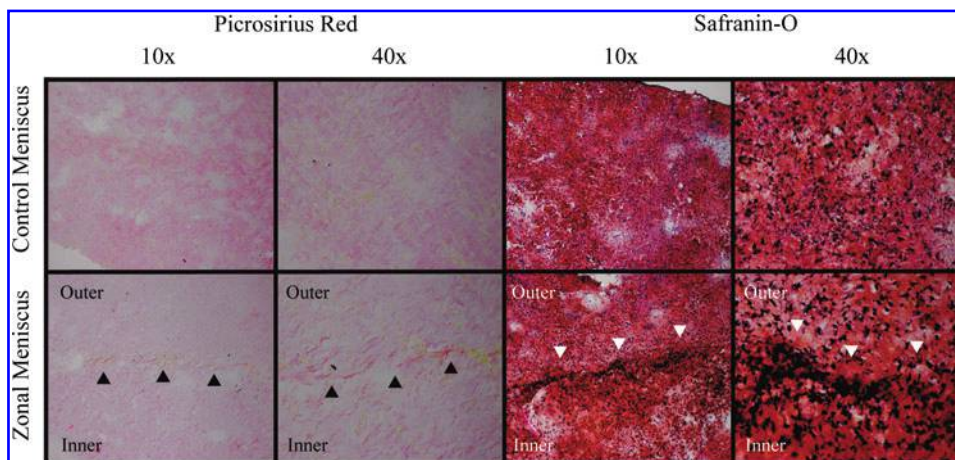 Picrosirius Red Safranin-O
10x 40x 10x 40x
Control Meniscus
Zonal Meniscus
Outer Outer Outer Outer
Inner Inner Inner Inner